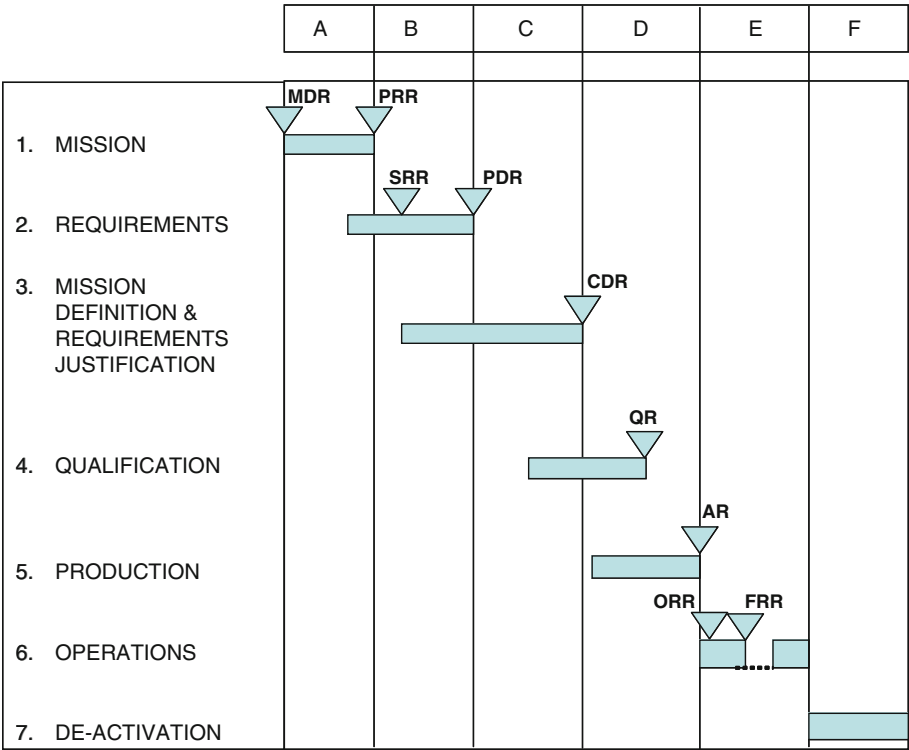 A B C D E F
MDR PRR
1. MISSION
SRR PDR
2. REQUIREMENTS
CDR
3. MISSION
DEFINITION &
REQUIREMENTS
JUSTIFICATION
QR
4. QUALIFICATION
AR
5. PRODUCTION
ORR FRR
6. OPERATIONS
7. DE-ACTIVATION